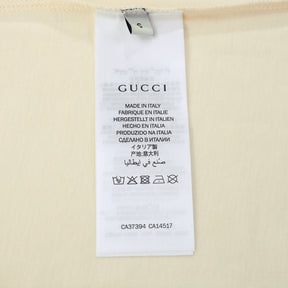 S
GUCCI
MADE IN ITALY
FABRIQUE EN ITALIE
HERGESTELLT IN ITALIEN
HECHO EN ITALIA
PRODUZIDO NA ITALIA
СДЕЛАНО В ИТАЛИИ
イタリア製
产地:意大利
صنع في إيطاليا
CA37394 CA14517